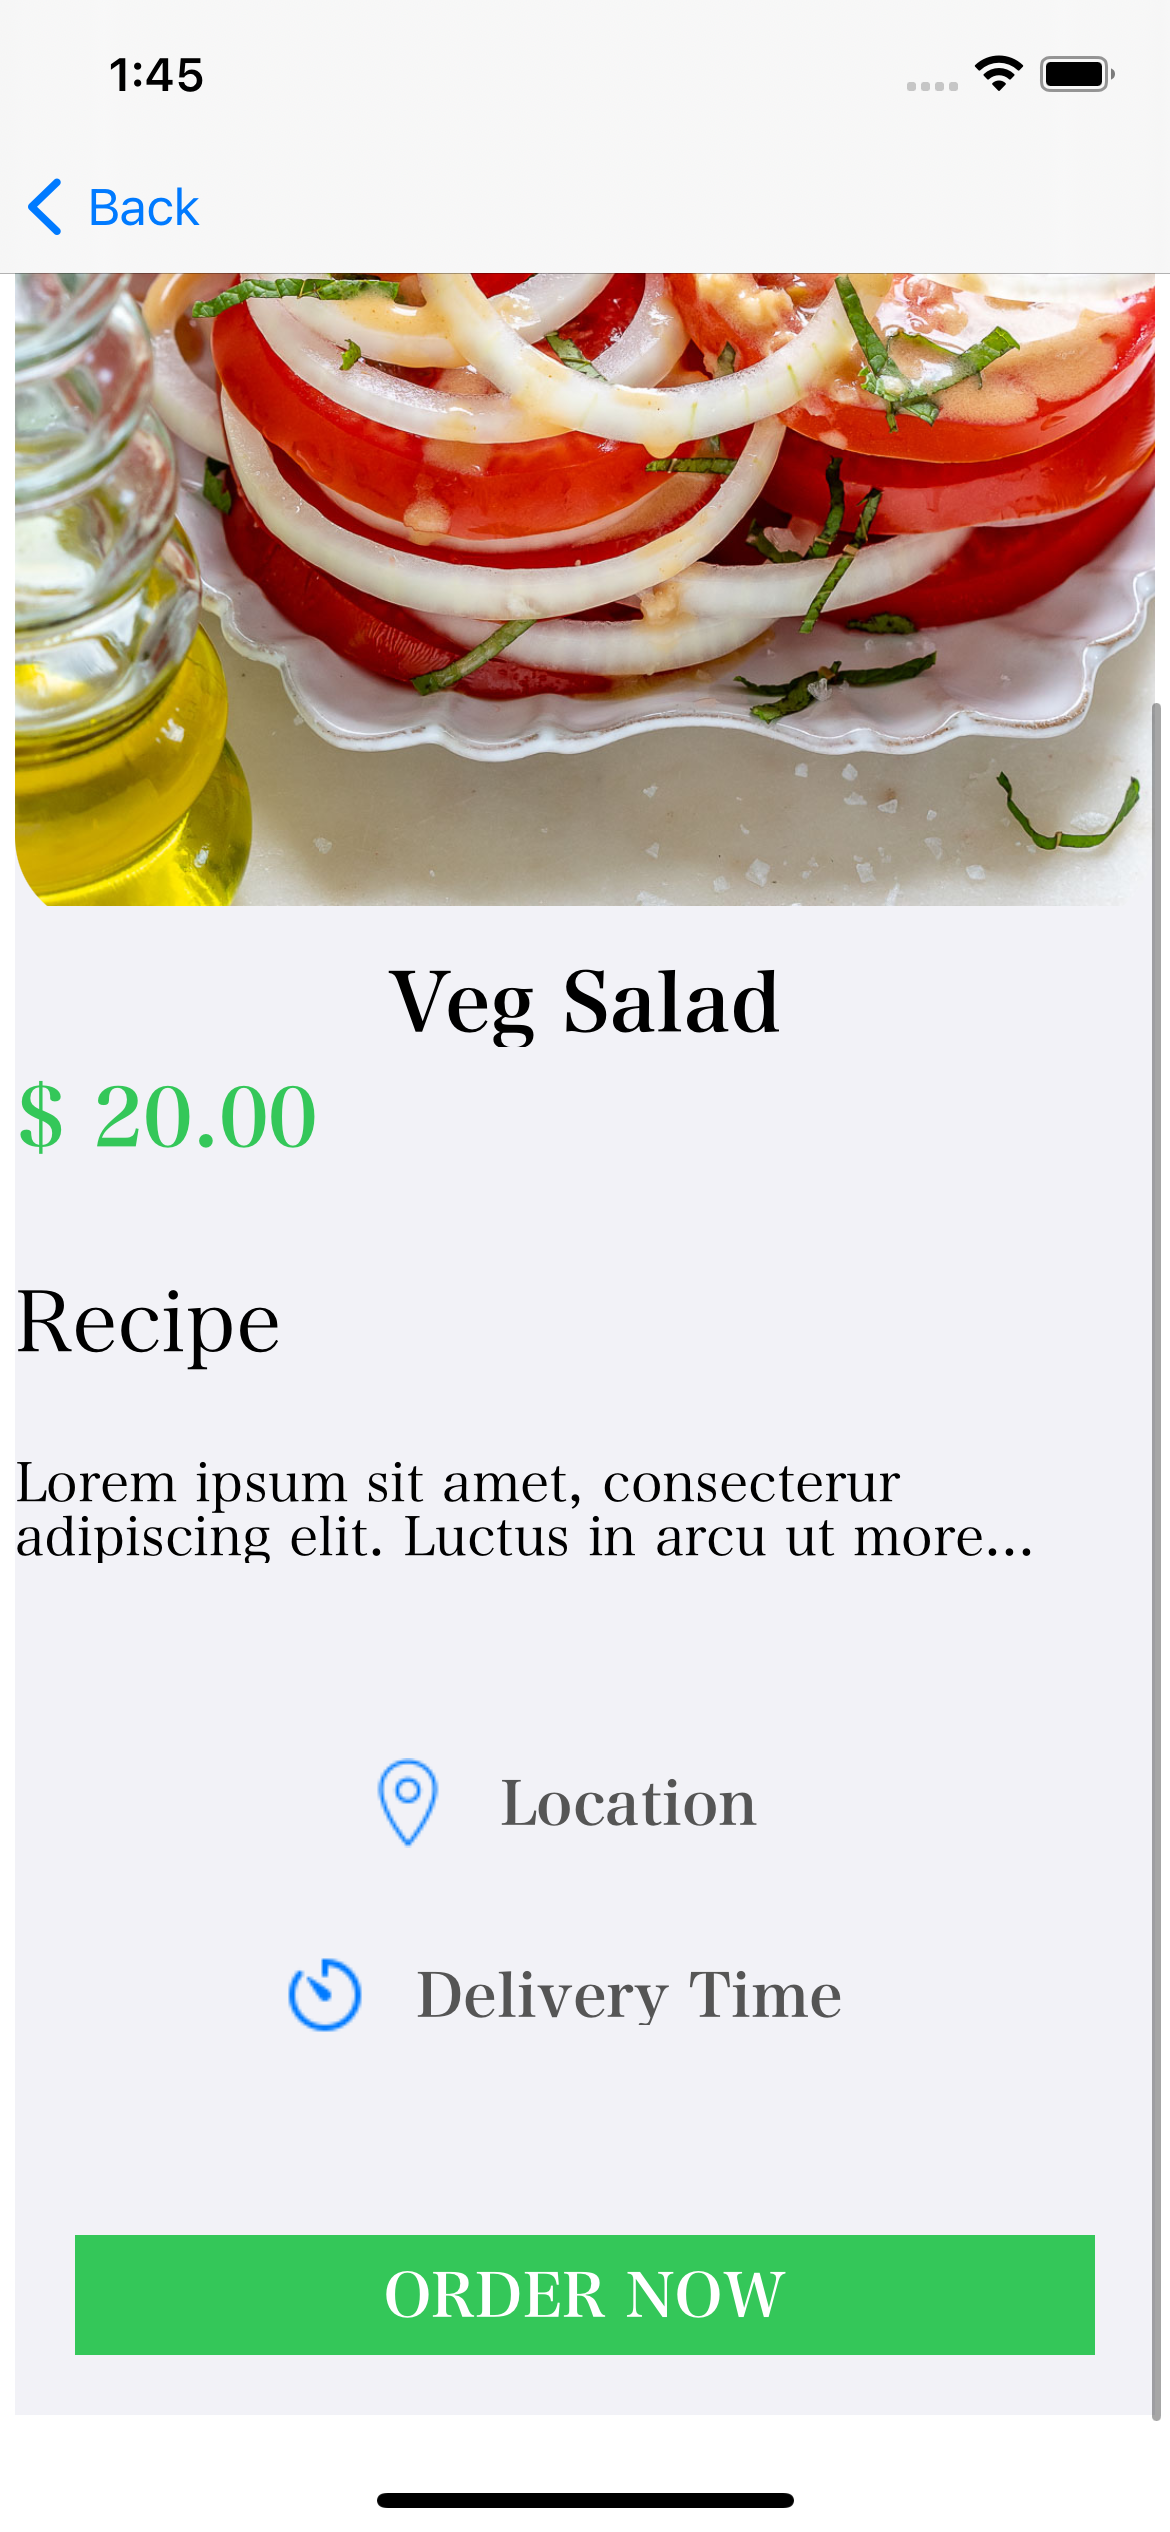 1:45
Back
Veg Salad
$ 20.00
Recipe
Lorem ipsum sit amet, consecterur
adipiscing elit. Luctus in arcu ut more...
Location
Delivery Time
ORDER NOW